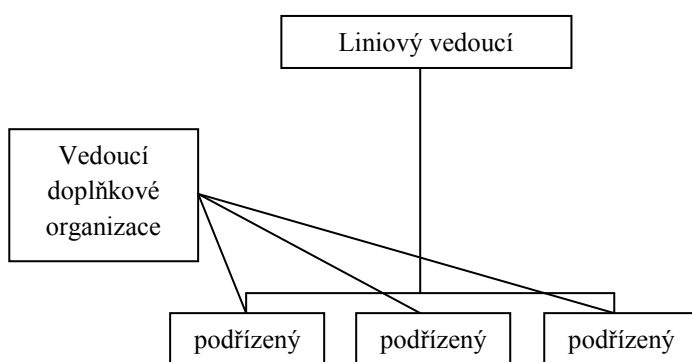 Liniový vedoucí
Vedoucí
doplňkové
organizace
podřízený
podřízený
podřízený